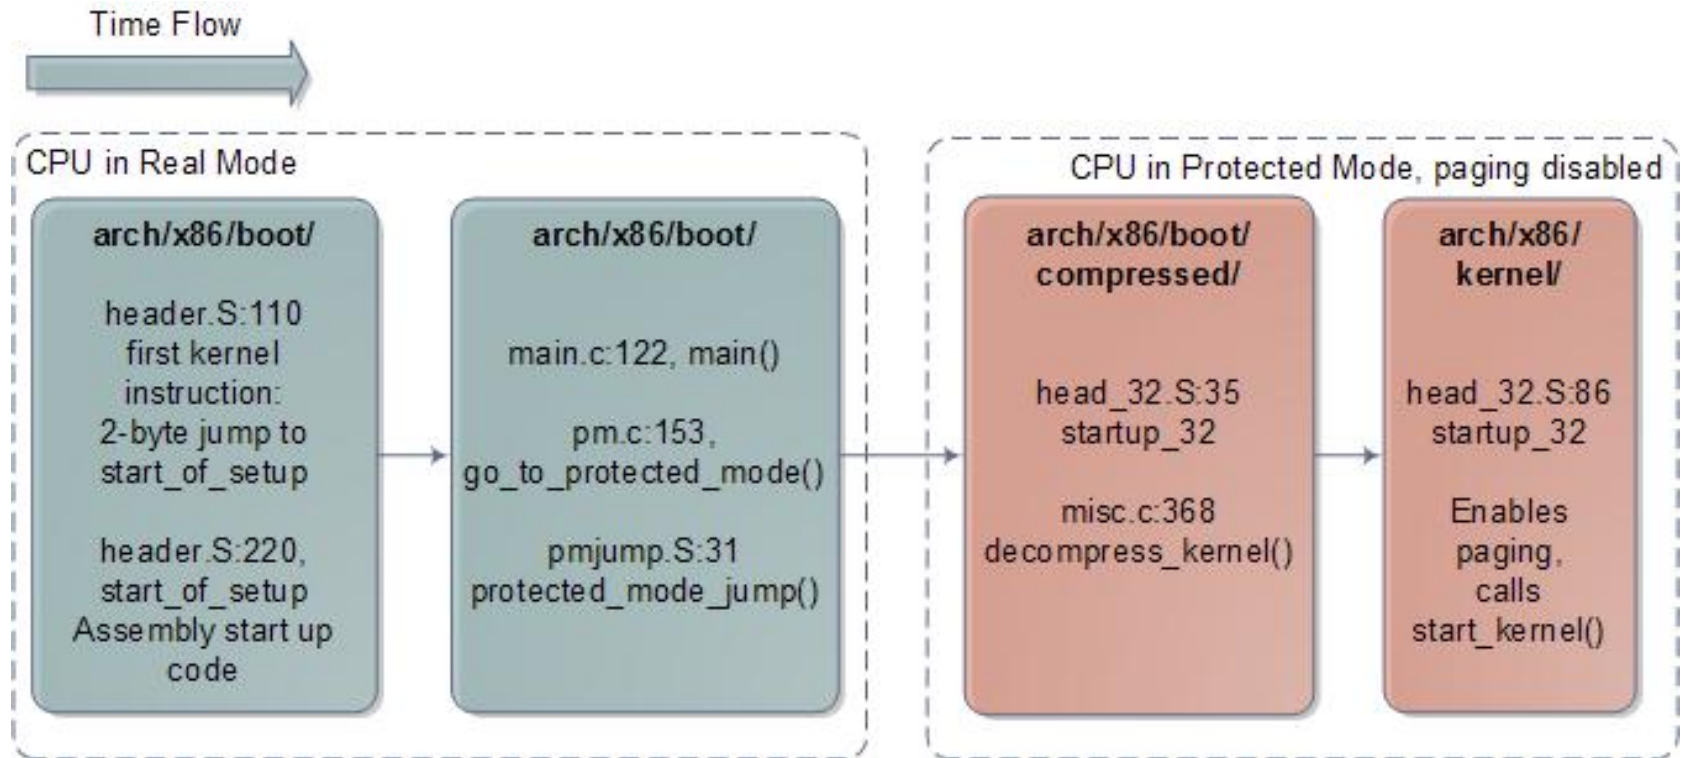 Time Flow
CPU in Real Mode
arch/x86/boot/
header.S:110
first kernel
instruction:
2-byte jump to
start_of_setup
header.S:220,
start_of_setup
Assembly start up
code
arch/x86/boot/
main.c:122, main()
pm.c:153,
go_to_protected_mode()
pmjump.S:31
protected_mode_jump()
CPU in Protected Mode, paging disabled
arch/x86/boot/
compressed/
head_32.S:35
startup_32
misc.c:368
decompress_kernel()
arch/x86/
kernel/
head_32.S:86
startup_32
Enables
paging,
calls
start_kernel()